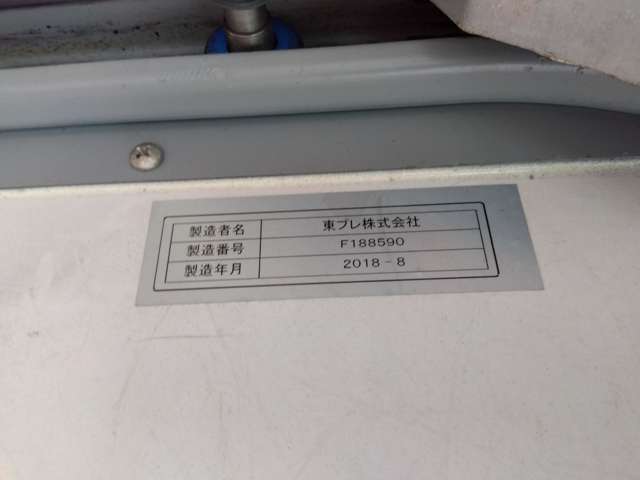 製造者名 東プレ株式会社
製造番号 F188590
製造年月 2018-8